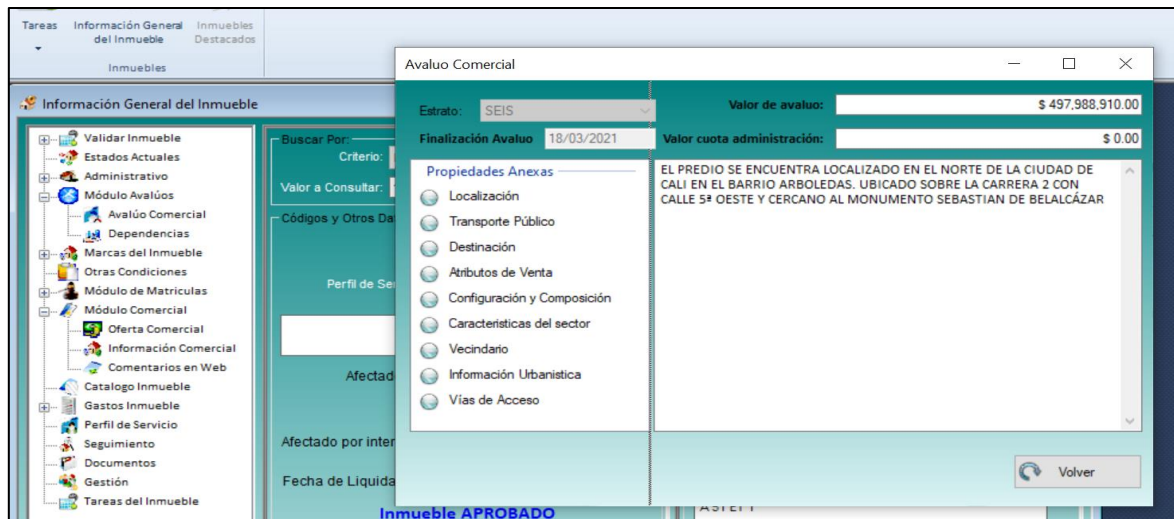 Tareas
Información General del Inmueble
Inmuebles Destacados
Inmuebles
Información General del Inmueble
Validar Inmueble
Estados Actuales
Administrativo
Módulo Avalúos
Avalúo Comercial
Dependencias
Marcas del Inmueble
Otras Condiciones
Módulo de Matriculas
Módulo Comercial
Oferta Comercial
Información Comercial
Comentarios en Web
Catalogo Inmueble
Gastos Inmueble
Perfil de Servicio
Seguimiento
Documentos
Gestión
Tareas del Inmueble
Buscar Por:
Criterio:
Valor a Consultar:
Códigos y Otros Da
Perfil de Se
Afectad
Afectado por inter
Fecha de Liquida
Inmueble APROBADO
Avaluo Comercial
Estrato: SEIS
Valor de avaluo: $ 497,988,910.00
Finalización Avaluo 18/03/2021
Valor cuota administración: $ 0.00
Propiedades Anexas
Localización
Transporte Público
Destinación
Atributos de Venta
Configuración y Composición
Caracteristicas del sector
Vecindario
Información Urbanistica
Vías de Acceso
EL PREDIO SE ENCUENTRA LOCALIZADO EN EL NORTE DE LA CIUDAD DE
CALI EN EL BARRIO ARBOLEDAS. UBICADO SOBRE LA CARRERA 2 CON
CALLE 5ª OESTE Y CERCANO AL MONUMENTO SEBASTIAN DE BELALCÁZAR
Volver